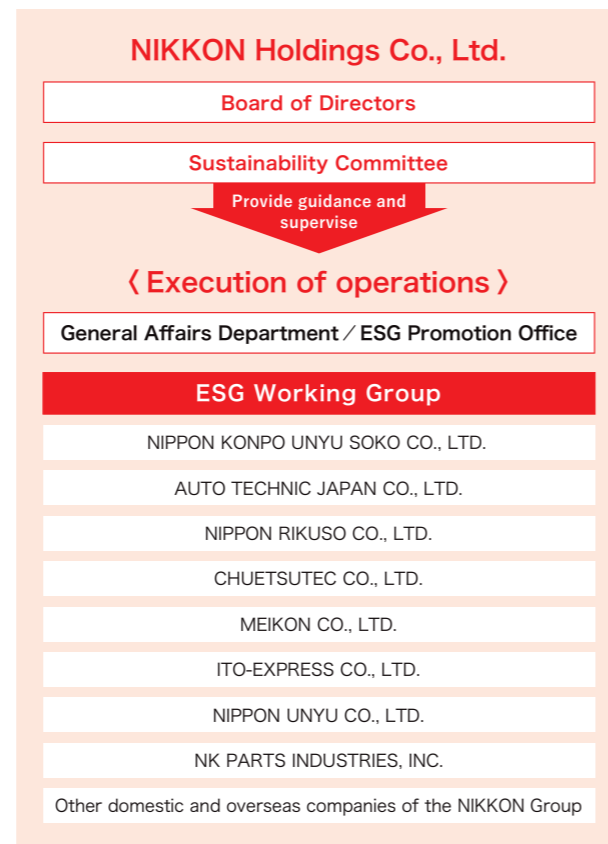 NIKKON Holdings Co., Ltd.
Board of Directors
Sustainability Committee
Provide guidance and
supervise
〈Execution of operations〉
General Affairs Department／ESG Promotion Office
ESG Working Group
NIPPON KONPO UNYU SOKO CO., LTD.
AUTO TECHNIC JAPAN CO., LTD.
NIPPON RIKUSO CO., LTD.
CHUETSUTEC CO., LTD.
MEIKON CO., LTD.
ITO-EXPRESS CO., LTD.
NIPPON UNYU CO., LTD.
NK PARTS INDUSTRIES, INC.
Other domestic and overseas companies of the NIKKON Group